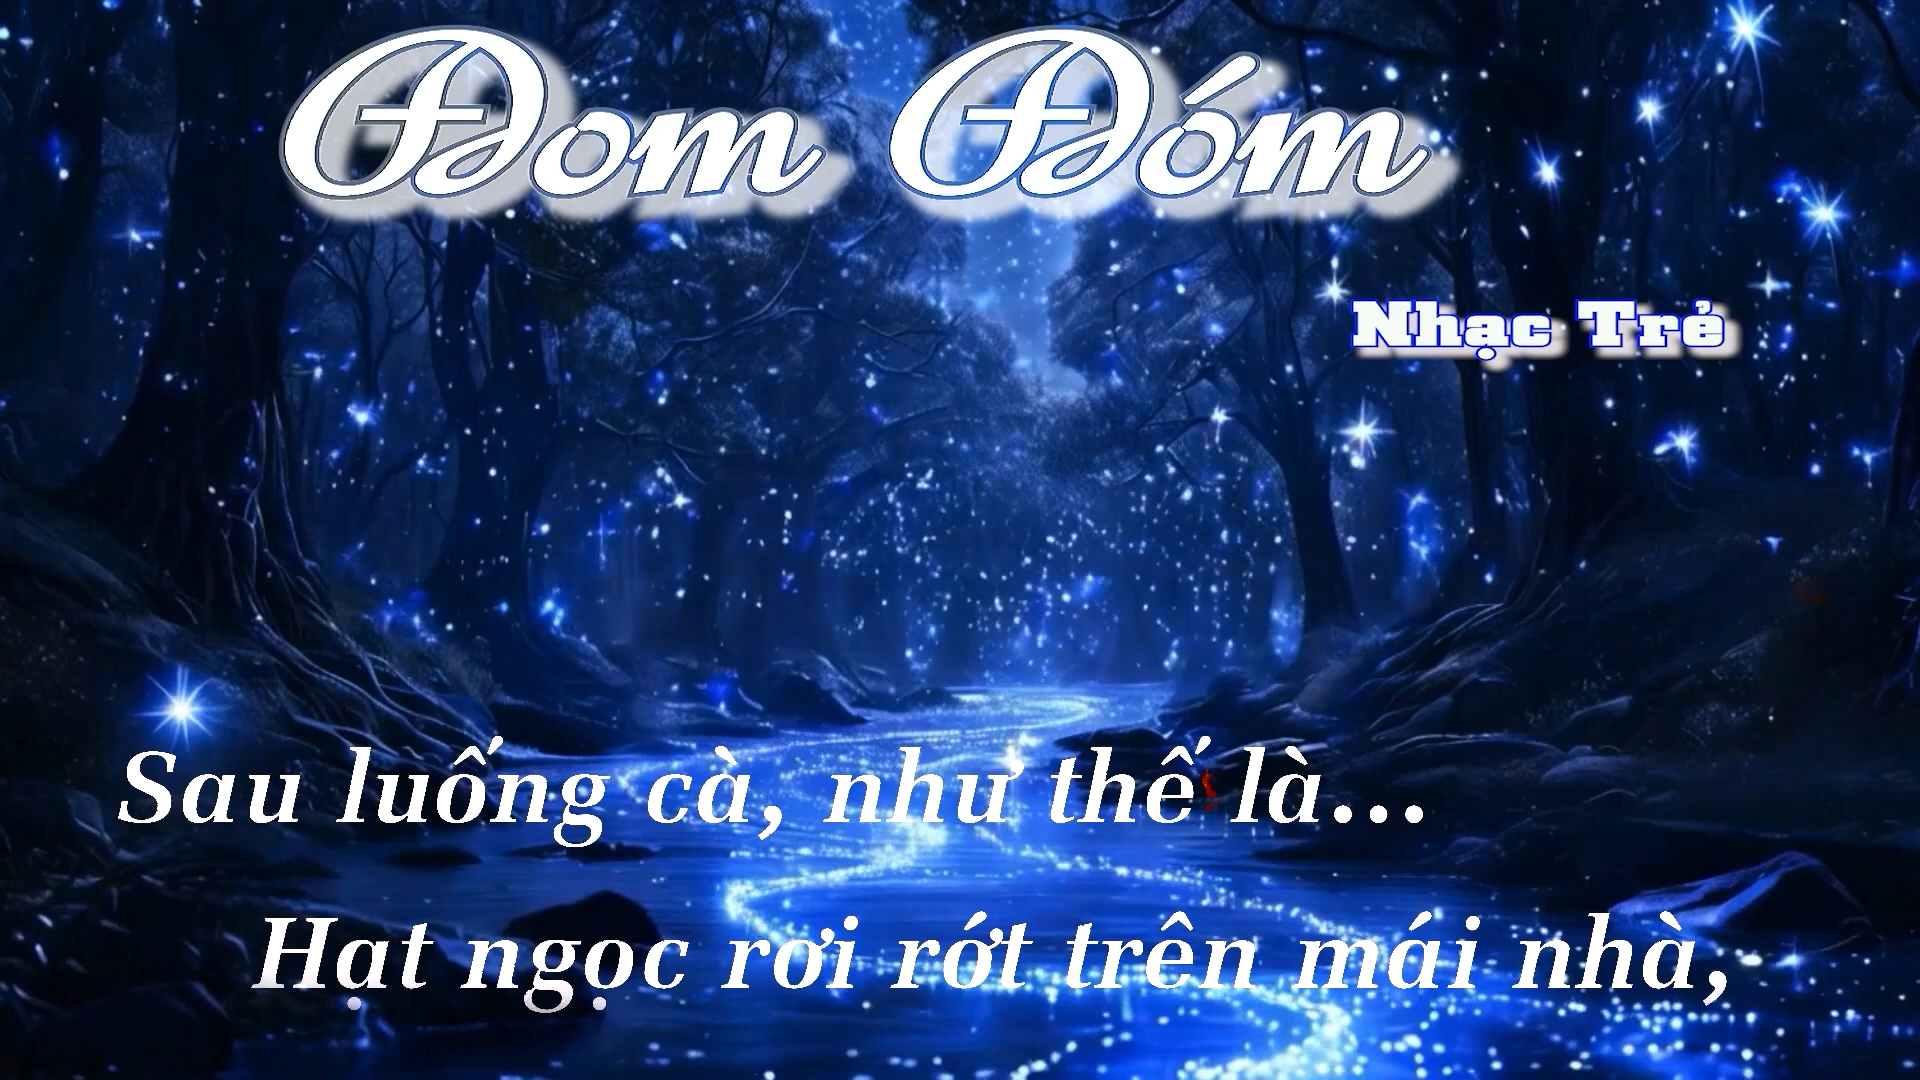 Đom Đóm
Nhạc Trẻ
Sau luống cà, như thế là...
Hạt ngọc rơi rớt trên mái nhà,